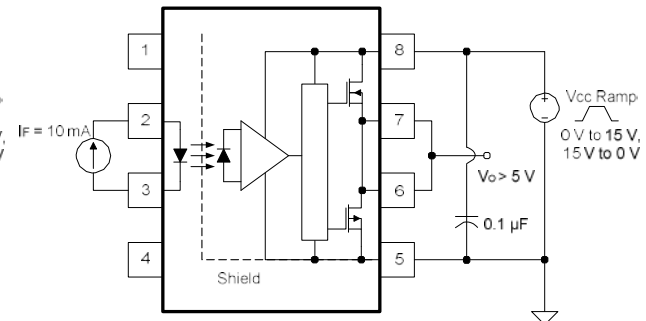 1
8
2
IF = 10 mA
7
Vcc Ramp
0 V to 15 V,
15 V to 0 V
3
6
Vo > 5 V
4
5
0.1 µF
Shield